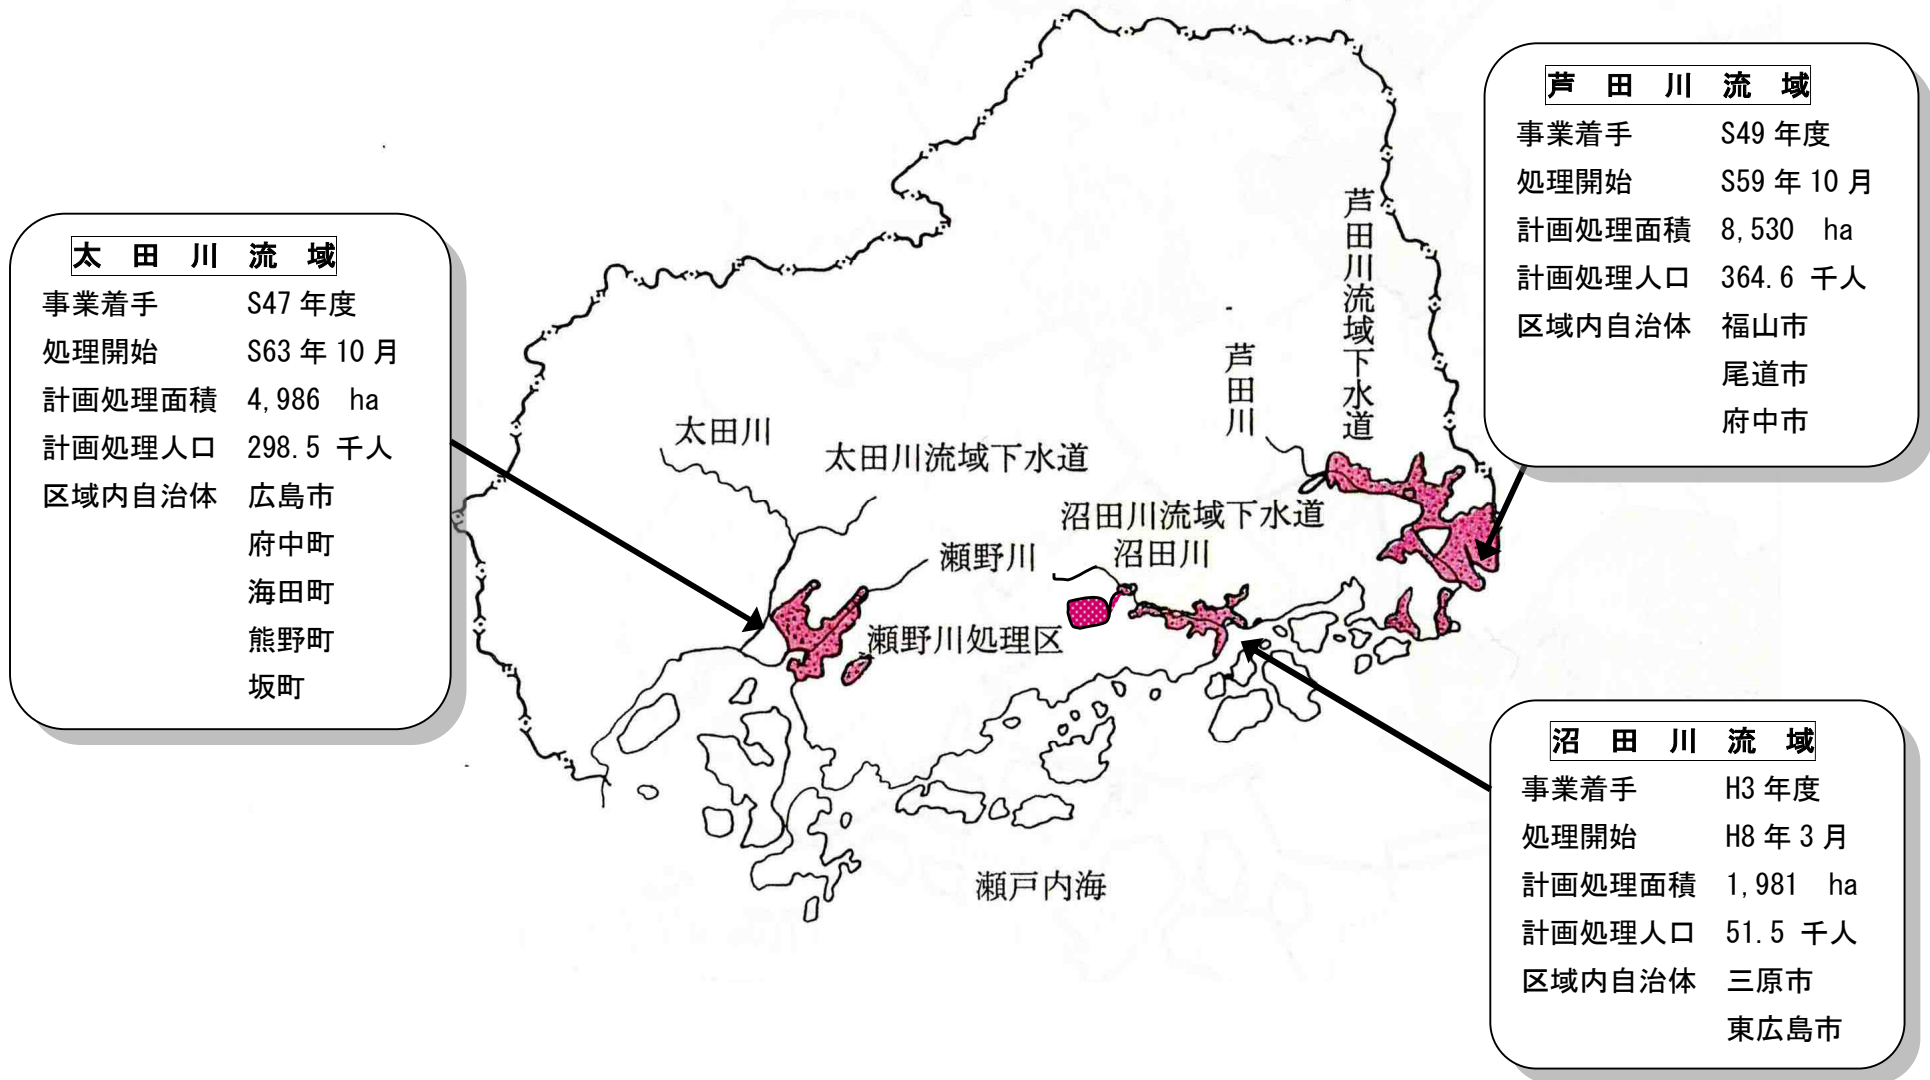 太田川流域
事業着手 S47年度
処理開始 S63年10月
計画処理面積 4,986 ha
計画処理人口 298.5 千人
区域内自治体 広島市
府中町
海田町
熊野町
坂町
芦田川流域
事業着手 S49年度
処理開始 S59年10月
計画処理面積 8,530 ha
計画処理人口 364.6 千人
区域内自治体 福山市
尾道市
府中市
芦田川流域下水道
芦田川
太田川
太田川流域下水道
沼田川流域下水道
沼田川
瀬野川
瀬野川処理区
瀬戸内海
沼田川流域
事業着手 H3年度
処理開始 H8年3月
計画処理面積 1,981 ha
計画処理人口 51.5 千人
区域内自治体 三原市
東広島市